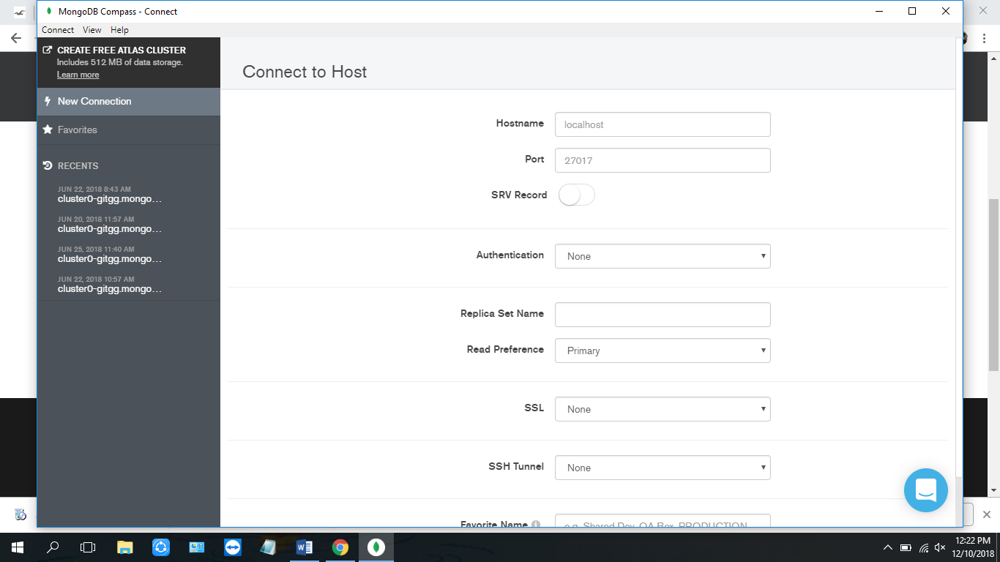 MongoDB Compass - Connect
Connect View Help
CREATE FREE ATLAS CLUSTER
Includes 512 MB of data storage.
Learn more
New Connection
Favorites
RECENTS
JUN 22, 2018 8:43 AM
cluster0-gitgg.mongo…
JUN 20, 2018 11:57 AM
cluster0-gitgg.mongo…
JUN 25, 2018 11:40 AM
cluster0-gitgg.mongo…
JUN 22, 2018 10:57 AM
cluster0-gitgg.mongo…
Connect to Host
Hostname localhost
Port 27017
SRV Record
Authentication None
Replica Set Name
Read Preference Primary
SSL None
SSH Tunnel None
Favorite Name e.g. Shared Dev, QA Box, PRODUCTION
12:22 PM
12/10/2018